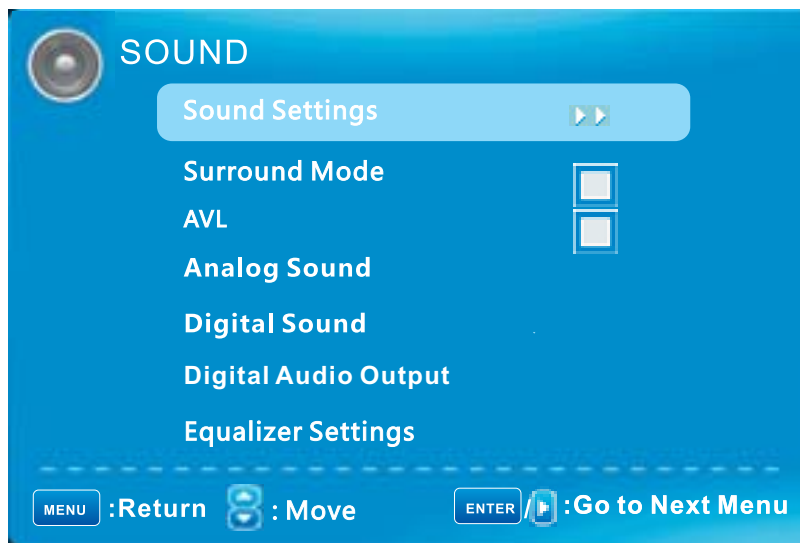 SOUND
Sound Settings
Surround Mode
AVL
Analog Sound
Digital Sound
Digital Audio Output
Equalizer Settings
MENU :Return : Move ENTER / :Go to Next Menu